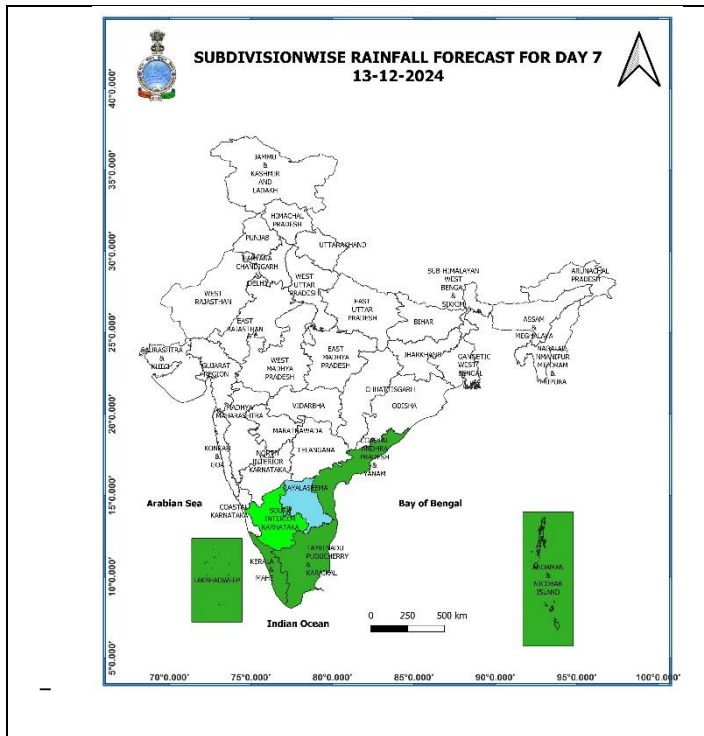 SUBDIVISIONWISE RAINFALL FORECAST FOR DAY 7
13-12-2024
40°0.000'
35°0.000'
30°0.000'
25°0.000'
20°0.000'
15°0.000'
10°0.000'
5°0.000'
JAMMU
&
KASHMIR
AND
LADAKH
HIMACHAL
PRADESH
PUNJAB
UTTARAKHAND
CHANDIGARH
&
DELHI
WEST
RAJASTHAN
WEST
UTTAR
PRADESH
EAST
UTTAR
PRADESH
SUB-HIMALAYAN
WEST
BENGAL
&
SIKKIM
ARUNACHAL
PRADESH
EAST
RAJASTHAN
BIHAR
ASSAM
&
MEGHALAYA
SAURASHTRA
&
KUTCH
GUJARAT
REGION
WEST
MADHYA
PRADESH
EAST
MADHYA
PRADESH
JHARKHAND
GANGETIC
WEST
BENGAL
NAGALAND
MANIPUR
MIZORAM
&
TRIPURA
CHHATTISGARH
MADHYA
MAHARASHTRA
VIDARBHA
ODISHA
MARATHAWADA
KONKAN
&
GOA
NORTH
INTERIOR
KARNATAKA
TELANGANA
COASTAL
ANDHRA
PRADESH
&
YANAM
RAYALASEEMA
Arabian Sea
COASTAL
KARNATAKA
SOUTH
INTERIOR
KARNATAKA
Bay of Bengal
LAKSHADWEEP
KERALA
&
MAHE
TAMILNADU
PUDUCHERRY
&
KARAIKAL
ANDAMAN
&
NICOBAR
ISLAND
0 250 500 km
Indian Ocean
70°0.000' 75°0.000' 80°0.000' 85°0.000' 90°0.000' 95°0.000' 100°0.000'